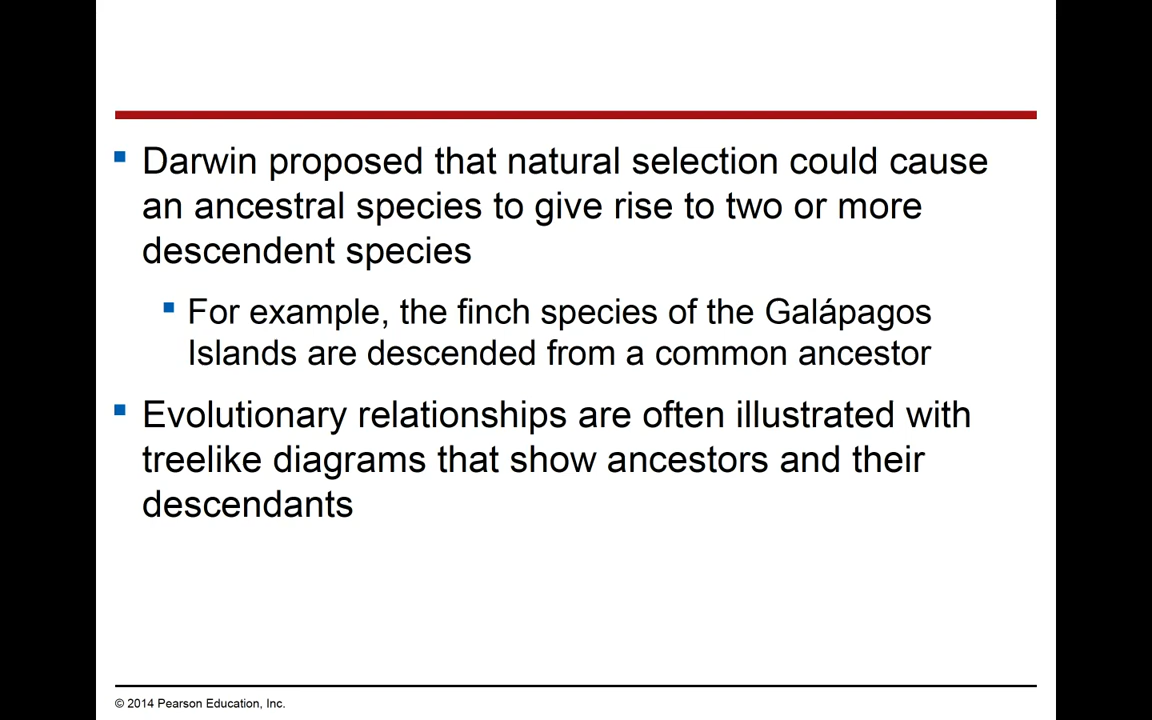 Darwin proposed that natural selection could cause
an ancestral species to give rise to two or more
descendent species
For example, the finch species of the Galápagos
Islands are descended from a common ancestor
Evolutionary relationships are often illustrated with
treelike diagrams that show ancestors and their
descendants
© 2014 Pearson Education, Inc.